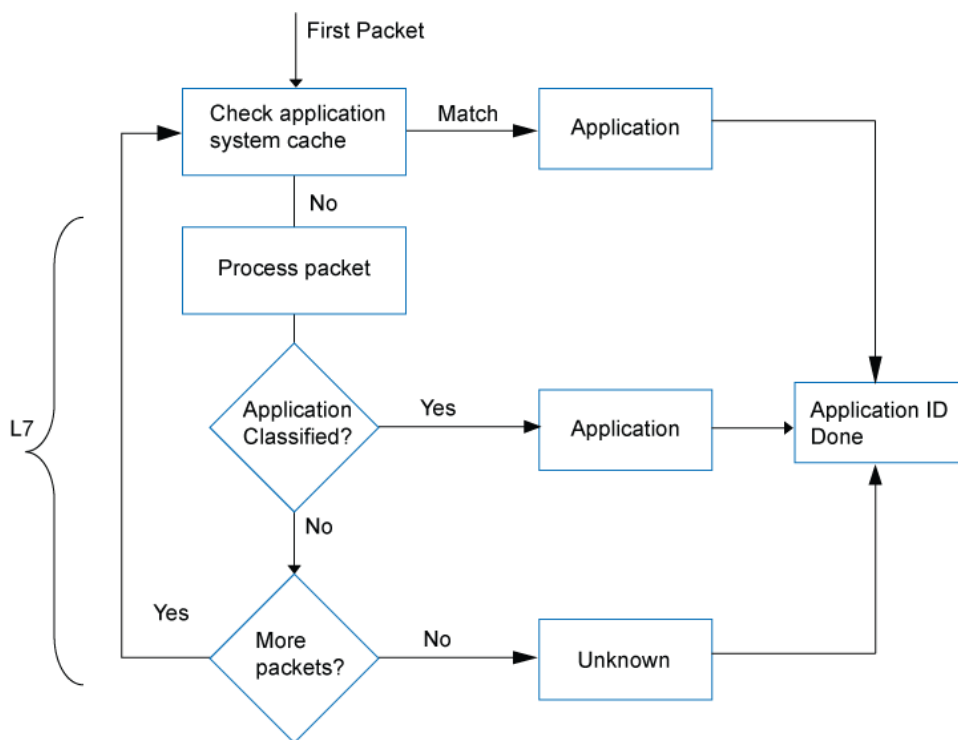 First Packet
Check application
system cache
Match
Application
No
Process packet
L7
Application
Classified?
Yes
Application
Application ID
Done
No
Yes
More
packets?
No
Unknown